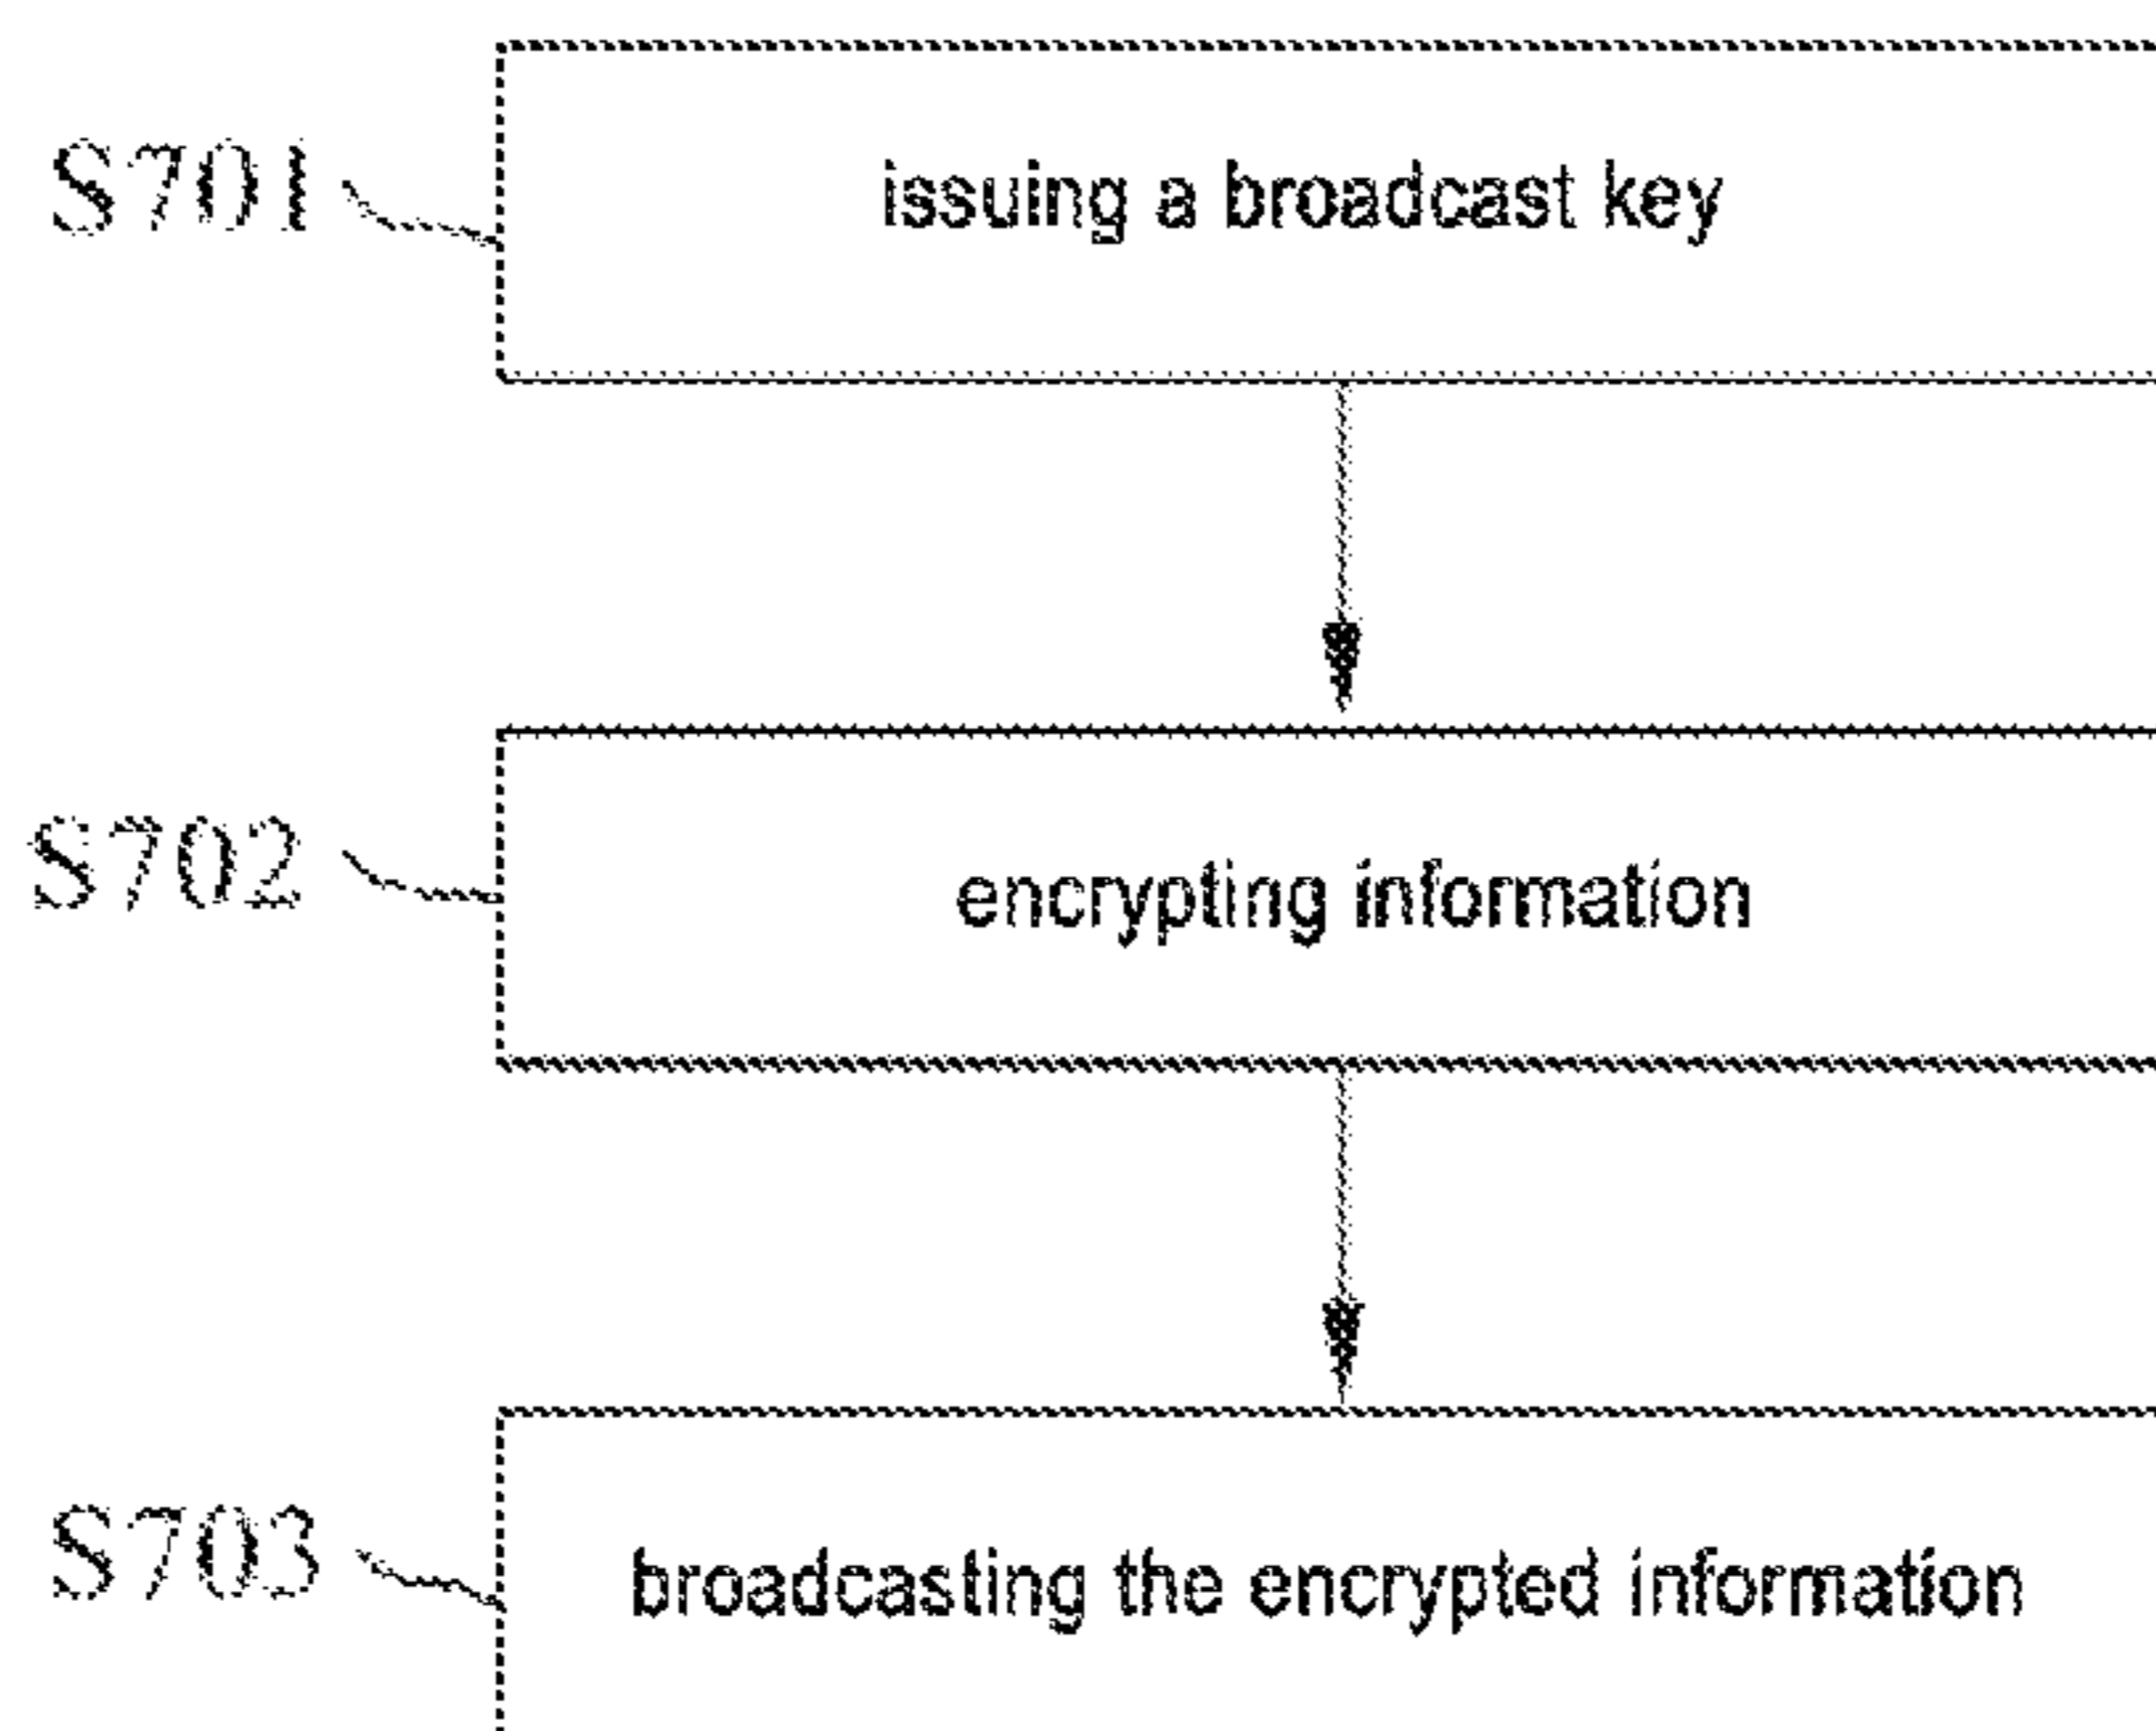 S701 issuing a broadcast key
S702 encrypting information
S703 broadcasting the encrypted information